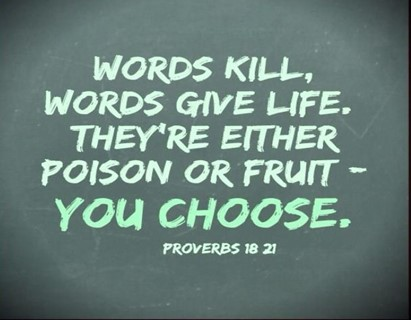 WORDS KILL,
WORDS GIVE LIFE.
THEY'RE EITHER
POISON OR FRUIT -
YOU CHOOSE.
PROVERBS 18 21